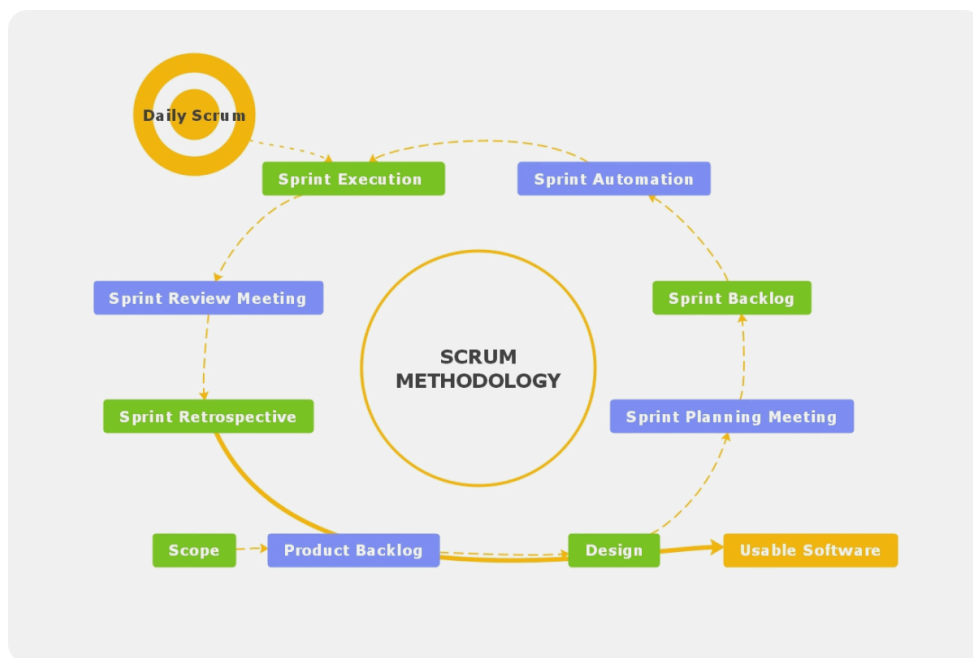 Daily Scrum
Sprint Execution
Sprint Automation
Sprint Review Meeting
Sprint Backlog
SCRUM
METHODOLOGY
Sprint Retrospective
Sprint Planning Meeting
Scope
Product Backlog
Design
Usable Software